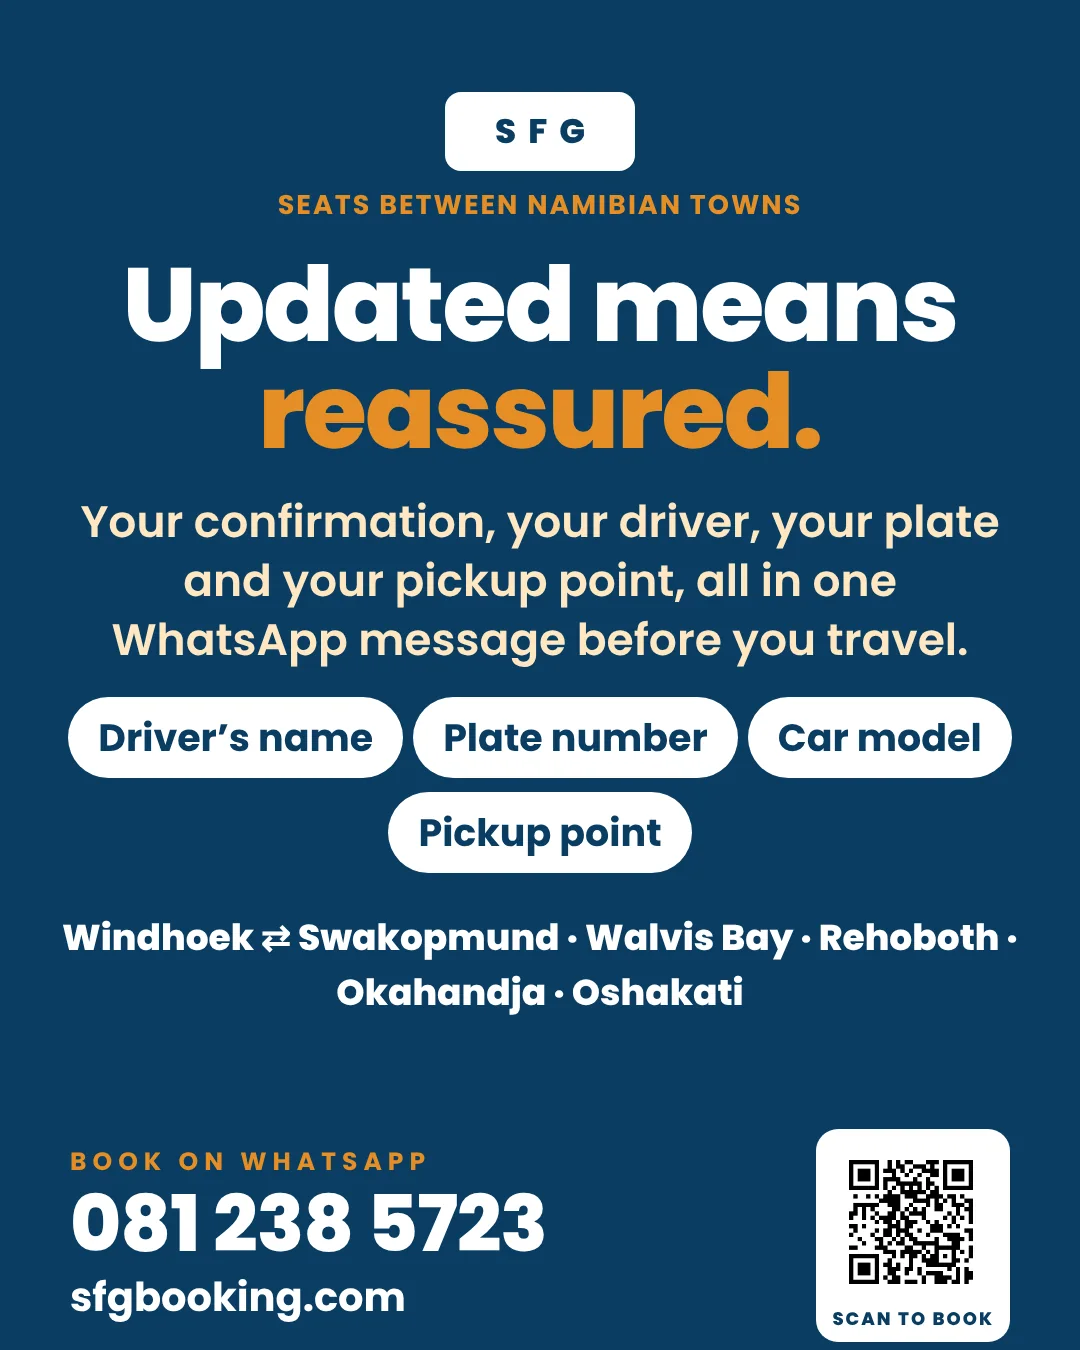 SFG
SEATS BETWEEN NAMIBIAN TOWNS
Updated means
reassured.
Your confirmation, your driver, your plate
and your pickup point, all in one
WhatsApp message before you travel.
Driver’s name Plate number Car model
Pickup point
Windhoek ⇄ Swakopmund · Walvis Bay · Rehoboth ·
Okahandja · Oshakati
BOOK ON WHATSAPP
081 238 5723
sfgbooking.com
SCAN TO BOOK